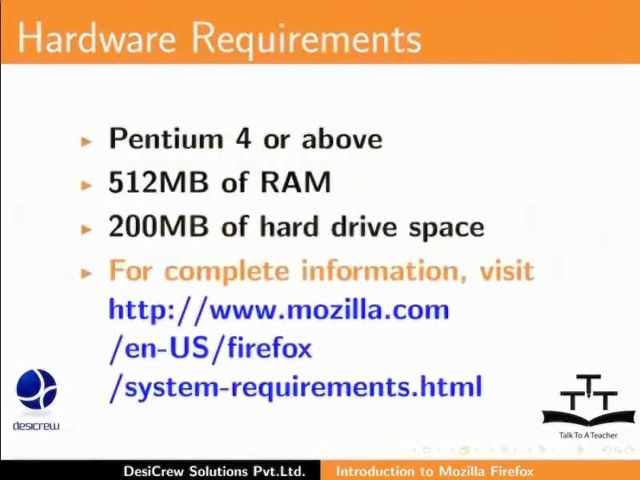 Hardware Requirements
Pentium 4 or above
512MB of RAM
200MB of hard drive space
For complete information, visit
http://www.mozilla.com
/en-US/firefox
/system-requirements.html
desicrew
TTT
Talk To A Teacher
DesiCrew Solutions Pvt.Ltd. Introduction to Mozilla Firefox